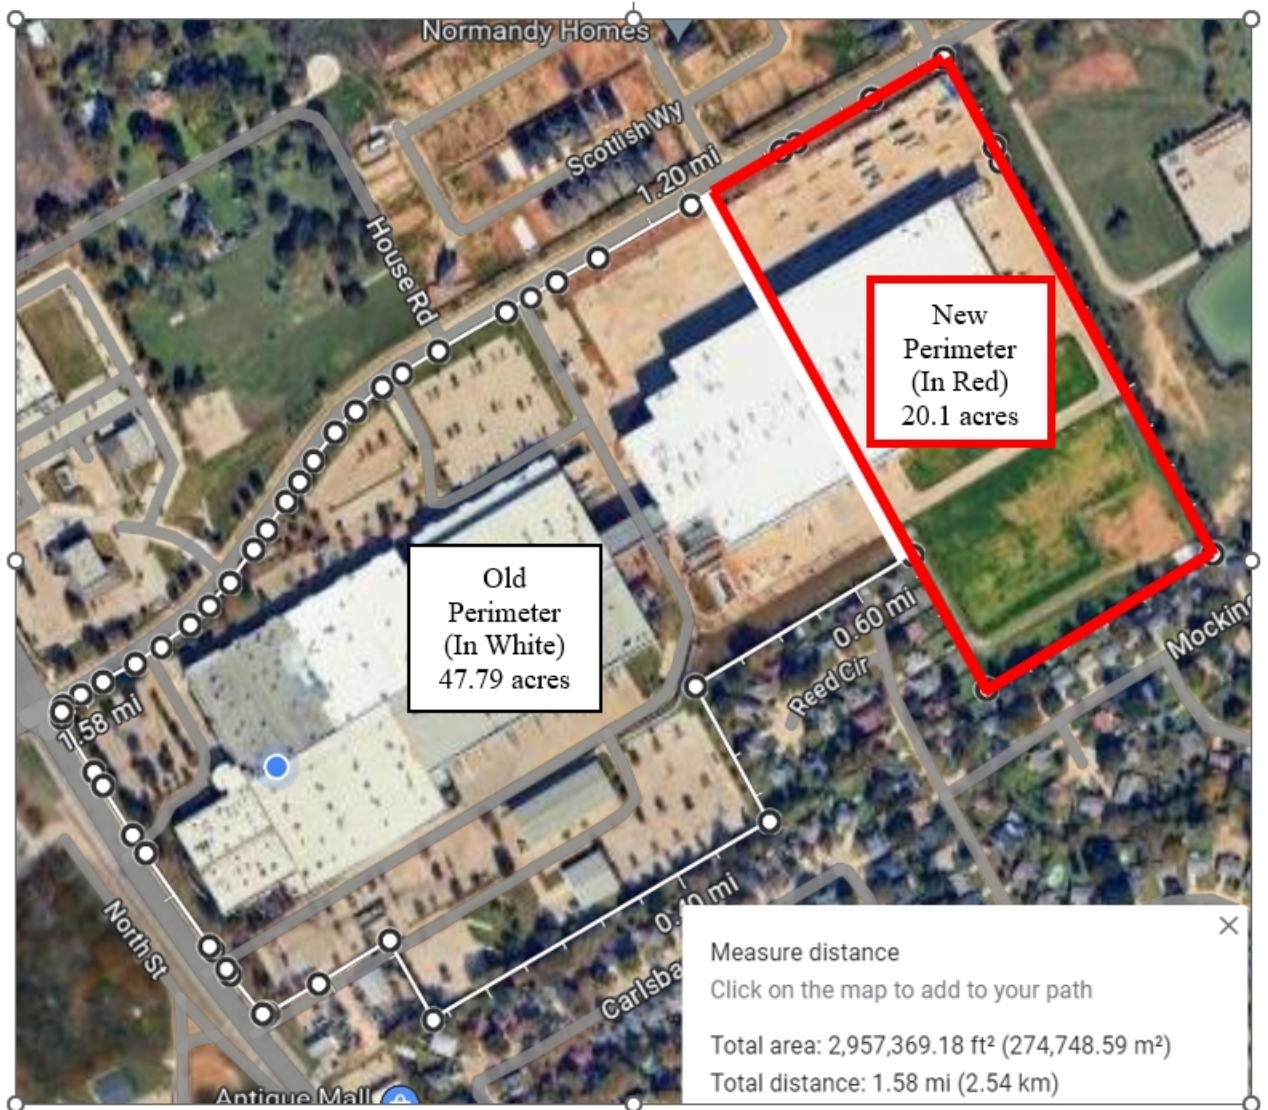 Normandy Homes
Scottish Wy
1.20 mi
House Rd
New
Perimeter
(In Red)
20.1 acres
Old
Perimeter
(In White)
47.79 acres
0.60 mi
Mocking
Reed Cir
1.58 mi
0.40 mi
North St
Carlsba
Measure distance
Click on the map to add to your path
Total area: 2,957,369.18 ft² (274,748.59 m²)
Total distance: 1.58 mi (2.54 km)
Antique Mall